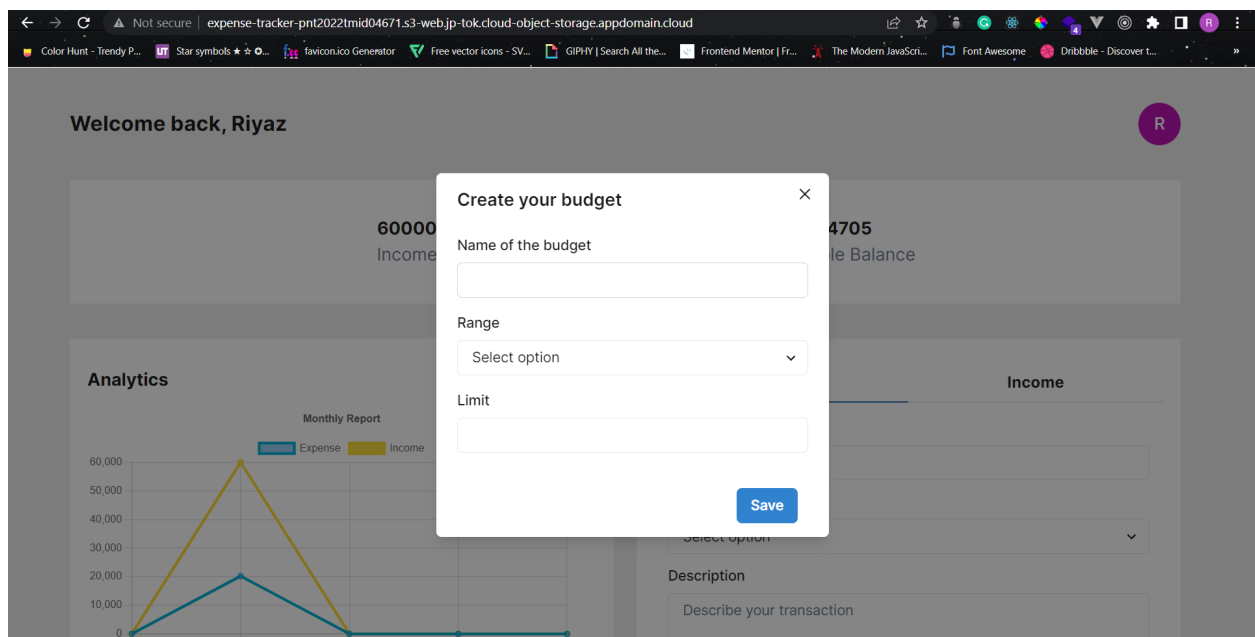 Not secure | expense-tracker-pnt2022tmid04671.s3-web.jp-tok.cloud-object-storage.appdomain.cloud
4
R
Color Hunt - Trendy P... UT Star symbols ★ ☆ ✪... favicon.ico Generator Free vector icons - SV... GIPHY | Search All the... Frontend Mentor | Fr... The Modern JavaScri... Font Awesome Dribbble - Discover t... »
Welcome back, Riyaz
R
Create your budget
60000
4705
Income
le Balance
Name of the budget
Range
Select option
Analytics
Income
Limit
Monthly Report
Expense Income
60,000
50,000
40,000
30,000
20,000
10,000
0
Save
Select option
Description
Describe your transaction